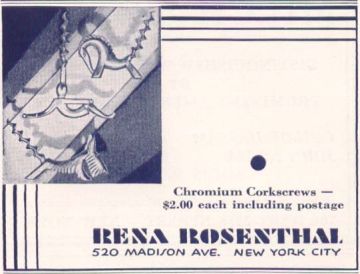 Chromium Corkscrews —
$2.00 each including postage
RENA ROSENTHAL
520 MADISON AVE. NEW YORK CITY